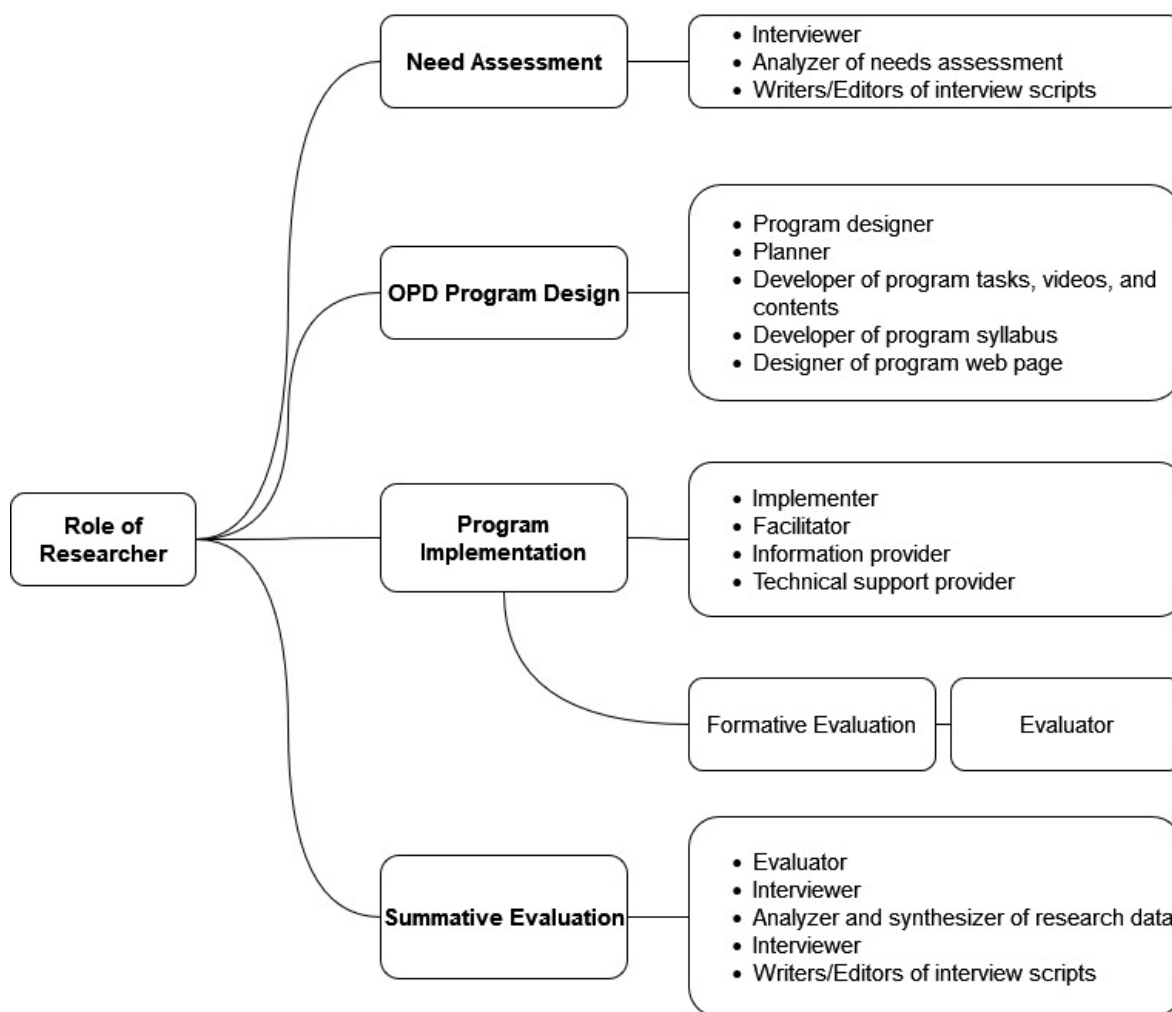 Need Assessment
• Interviewer
• Analyzer of needs assessment
• Writers/Editors of interview scripts
OPD Program Design
• Program designer
• Planner
• Developer of program tasks, videos, and
contents
• Developer of program syllabus
• Designer of program web page
Role of
Researcher
Program
Implementation
• Implementer
• Facilitator
• Information provider
• Technical support provider
Formative Evaluation
Evaluator
Summative Evaluation
• Evaluator
• Interviewer
• Analyzer and synthesizer of research data
• Interviewer
• Writers/Editors of interview scripts